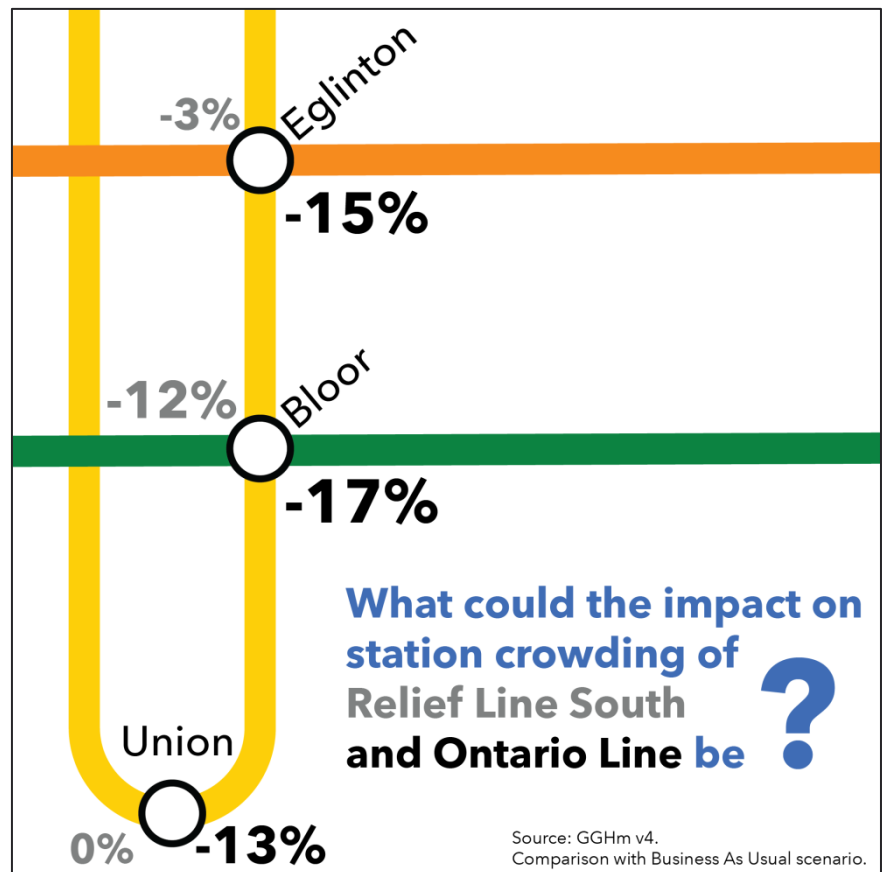 -3%
Eglinton
-15%
-12%
Bloor
-17%
What could the impact on
station crowding of
Relief Line South
and Ontario Line be ?
Union
0%
-13%
Source: GGHm v4.
Comparison with Business As Usual scenario.